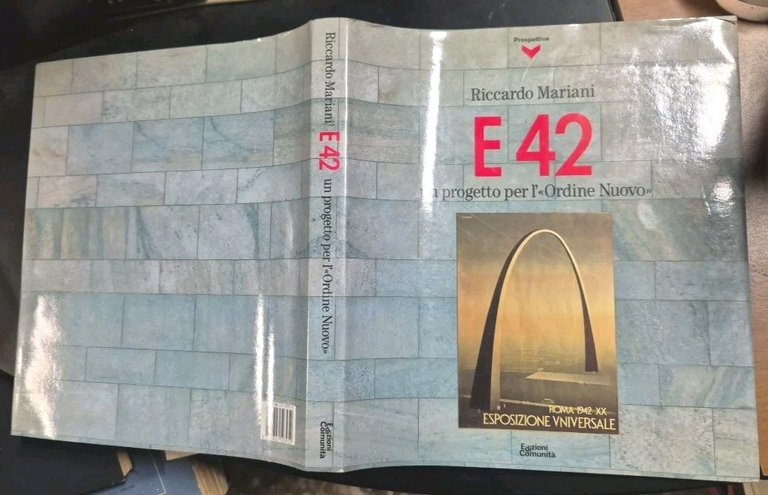 Prospettive
Riccardo Mariani
E 42
un progetto per l'«Ordine Nuovo»
ROMA 1942·XX
ESPOSIZIONE VNIVERSALE
Edizioni
Comunità
Riccardo Mariani E 42 un progetto per l'«Ordine Nuovo»
Edizioni
Comunità